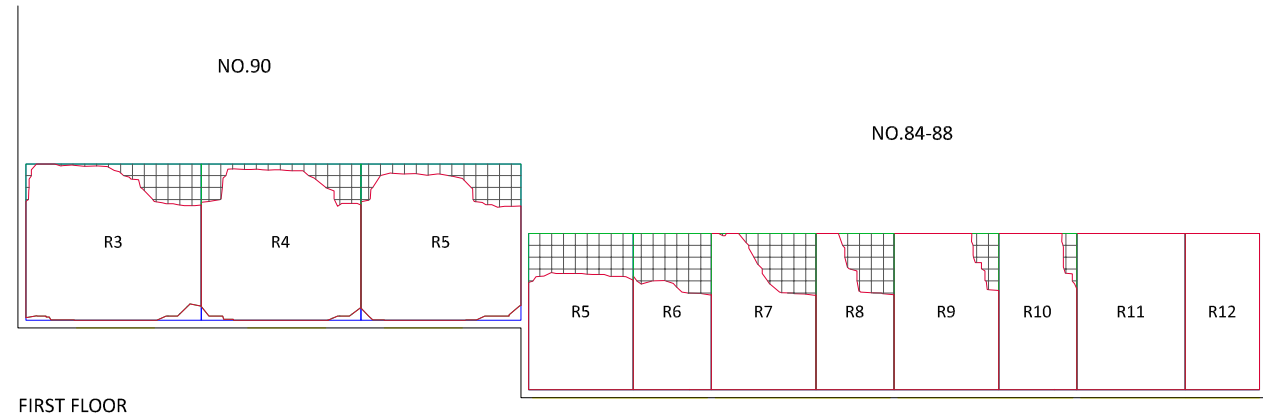 NO.90
NO.84-88
R3 R4 R5
R5 R6 R7 R8 R9 R10 R11 R12
FIRST FLOOR